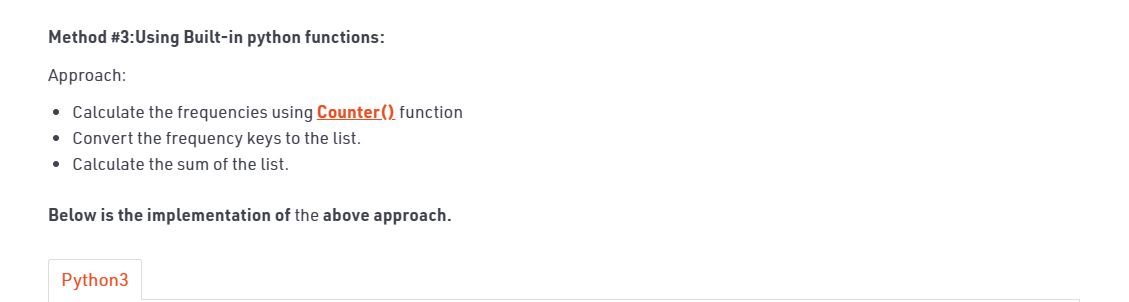 Method #3:Using Built-in python functions:
Approach:
• Calculate the frequencies using Counter() function
• Convert the frequency keys to the list.
• Calculate the sum of the list.
Below is the implementation of the above approach.
Python3